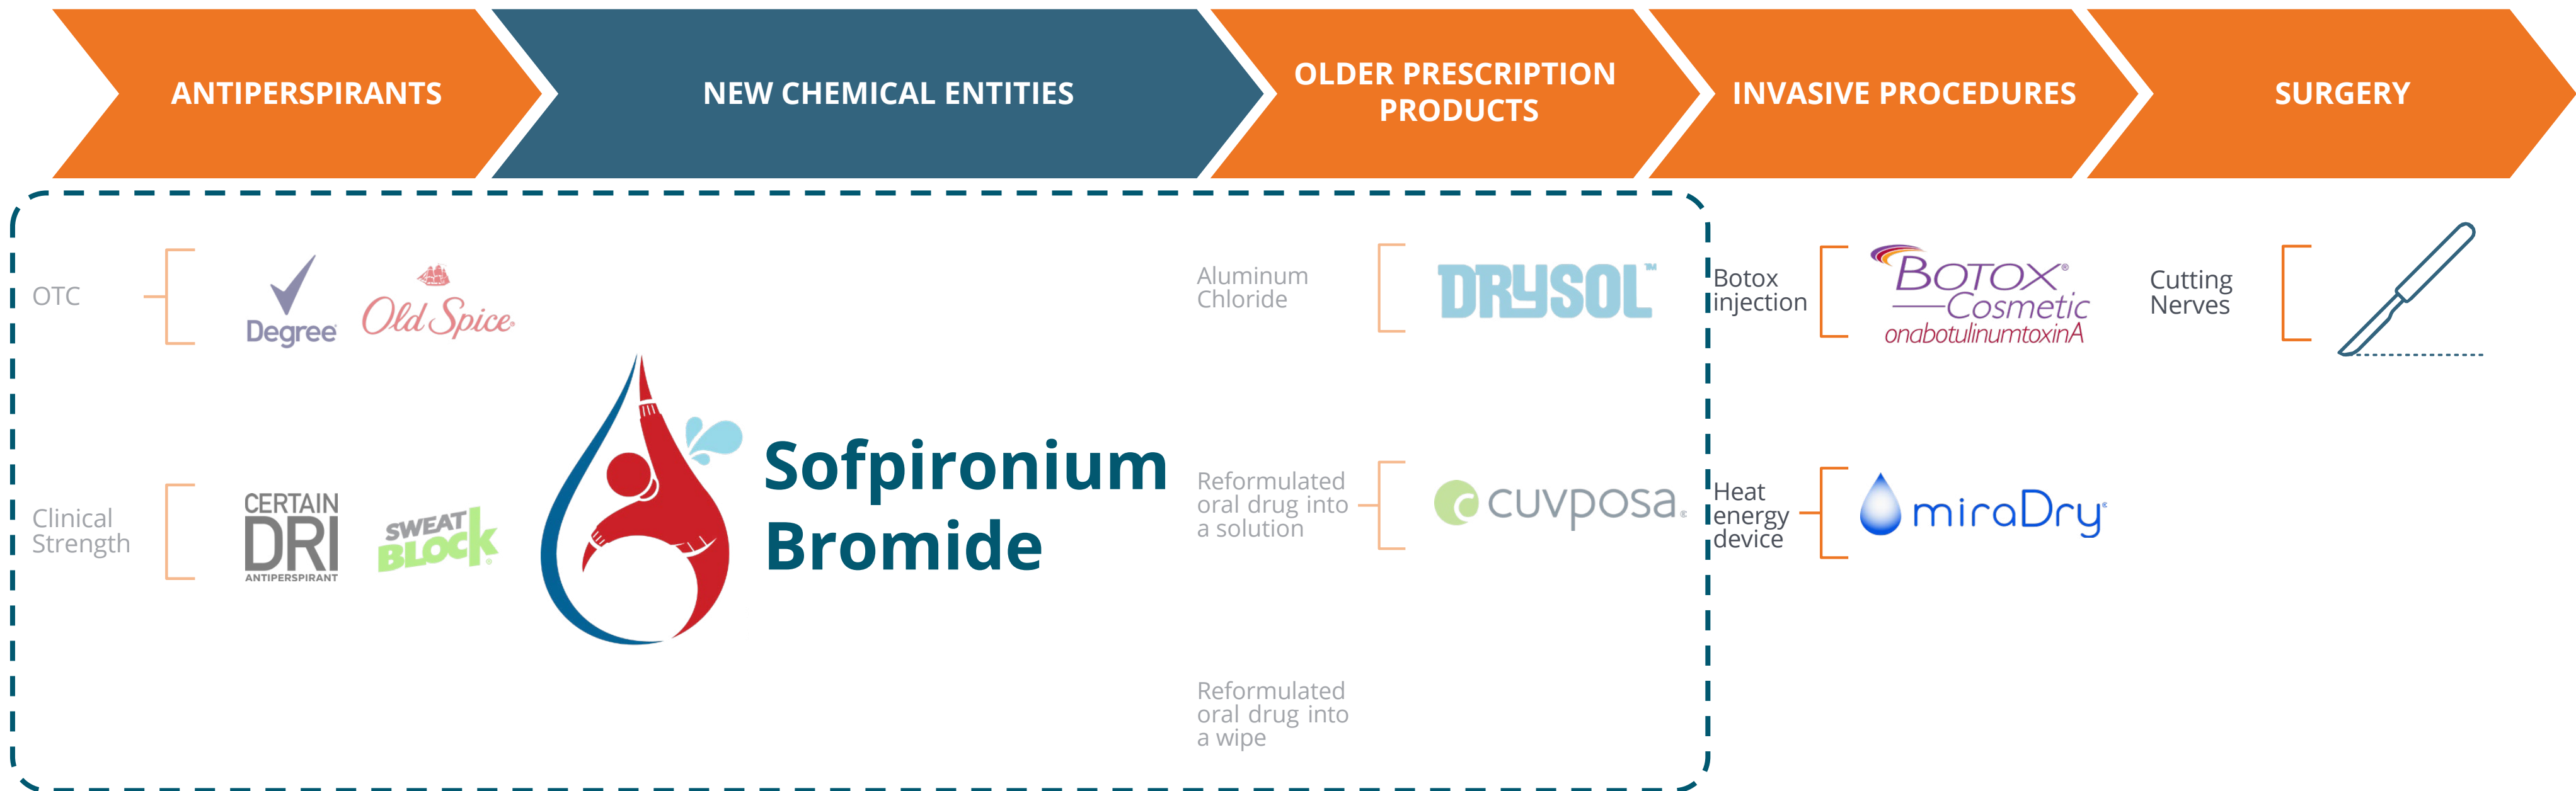 ANTIPERSPIRANTS
NEW CHEMICAL ENTITIES
OLDER PRESCRIPTION
PRODUCTS
INVASIVE PROCEDURES
SURGERY
OTC
Degree
Old Spice
Clinical
Strength
CERTAIN
DRI
ANTIPERSPIRANT
SWEAT
BLOCK
Sofpironium
Bromide
Aluminum
Chloride
DRYSOL™
Reformulated
oral drug into
a solution
cuvposa®
Reformulated
oral drug into
a wipe
Botox
injection
BOTOX®
Cosmetic
onabotulinumtoxinA
Heat
energy
device
miraDry®
Cutting
Nerves